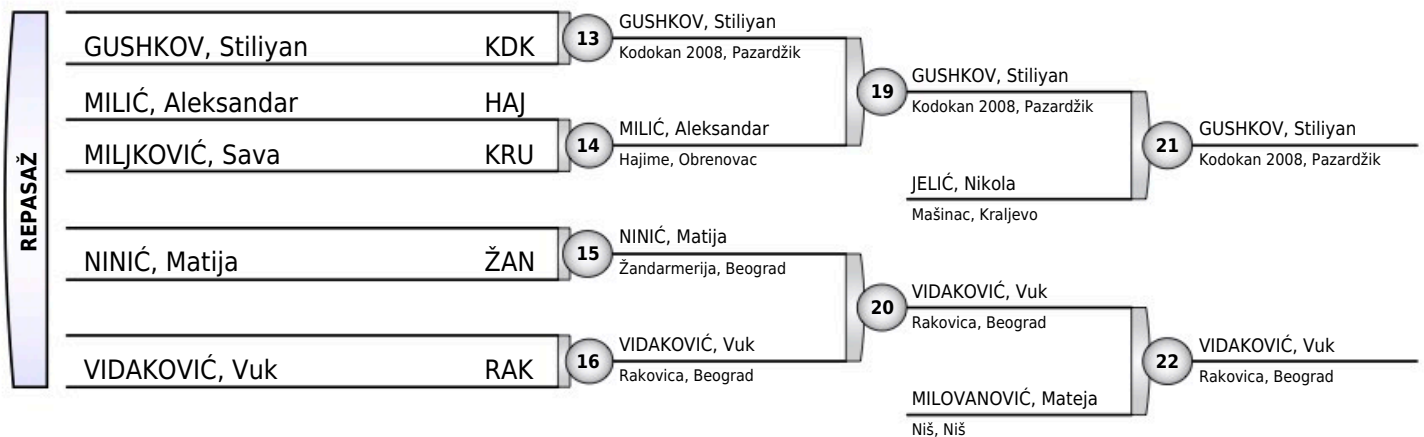 REPASAŽ
GUSHKOV, Stiliyan KDK
MILIĆ, Aleksandar HAJ
MILJKOVIĆ, Sava KRU
NINIĆ, Matija ŽAN
VIDAKOVIĆ, Vuk RAK
13
GUSHKOV, Stiliyan
Kodokan 2008, Pazardžik
14
MILIĆ, Aleksandar
Hajime, Obrenovac
15
NINIĆ, Matija
Žandarmerija, Beograd
16
VIDAKOVIĆ, Vuk
Rakovica, Beograd
19
GUSHKOV, Stiliyan
Kodokan 2008, Pazardžik
JELIĆ, Nikola
Mašinac, Kraljevo
20
VIDAKOVIĆ, Vuk
Rakovica, Beograd
MILOVANOVIĆ, Mateja
Niš, Niš
21
GUSHKOV, Stiliyan
Kodokan 2008, Pazardžik
22
VIDAKOVIĆ, Vuk
Rakovica, Beograd